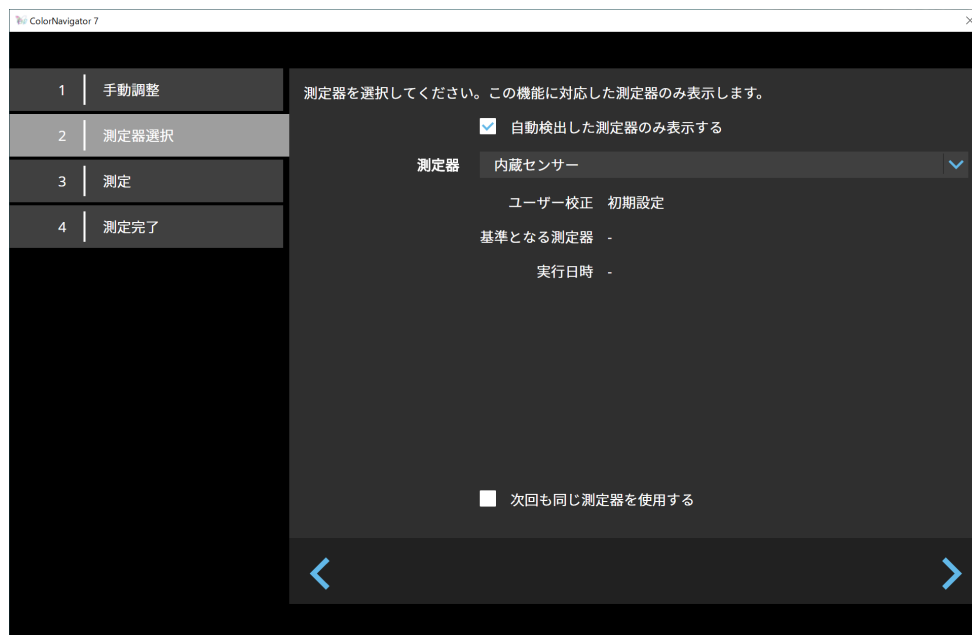 ColorNavigator 7
1 手動調整
2 測定器選択
3 測定
4 測定完了
測定器を選択してください。この機能に対応した測定器のみ表示します。
自動検出した測定器のみ表示する
測定器 内蔵センサー
ユーザー校正 初期設定
基準となる測定器 -
実行日時 -
次回も同じ測定器を使用する